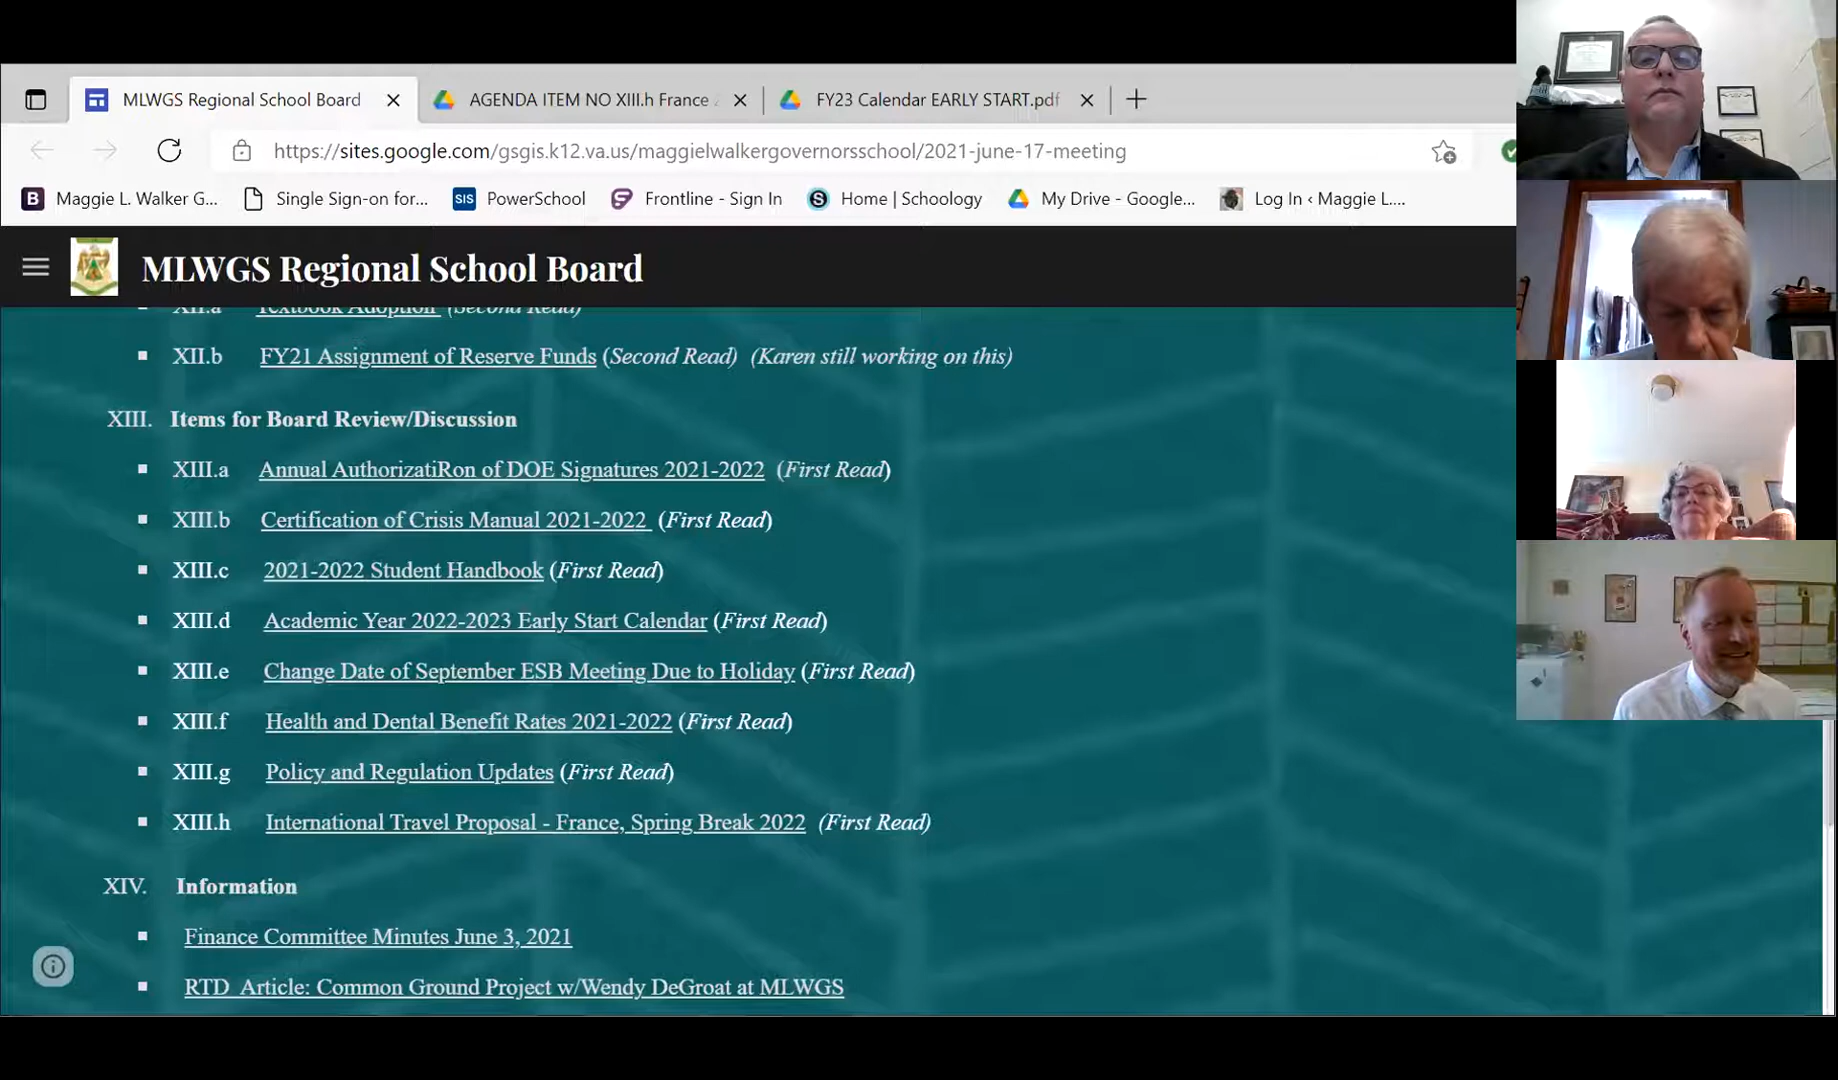 MLWGS Regional School Board
AGENDA ITEM NO XIII.h France
FY23 Calendar EARLY START.pdf
https://sites.google.com/gsgis.k12.va.us/maggielwalkergovernorsschool/2021-june-17-meeting
B Maggie L. Walker G... Single Sign-on for... SIS PowerSchool Frontline - Sign In S Home | Schoology My Drive - Google... Log In ‹ Maggie L....
MLWGS Regional School Board
XII.a Textbook Adoption (Second Read)
XII.b FY21 Assignment of Reserve Funds (Second Read) (Karen still working on this)
XIII. Items for Board Review/Discussion
XIII.a Annual AuthorizatiRon of DOE Signatures 2021-2022 (First Read)
XIII.b Certification of Crisis Manual 2021-2022 (First Read)
XIII.c 2021-2022 Student Handbook (First Read)
XIII.d Academic Year 2022-2023 Early Start Calendar (First Read)
XIII.e Change Date of September ESB Meeting Due to Holiday (First Read)
XIII.f Health and Dental Benefit Rates 2021-2022 (First Read)
XIII.g Policy and Regulation Updates (First Read)
XIII.h International Travel Proposal - France, Spring Break 2022 (First Read)
XIV. Information
Finance Committee Minutes June 3, 2021
RTD Article: Common Ground Project w/Wendy DeGroat at MLWGS